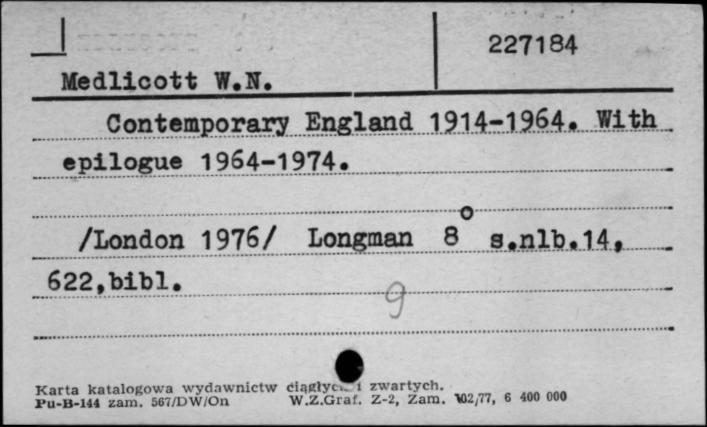 227184
Medlicott W.N.
Contemporary England 1914-1964. With
epilogue 1964-1974.
/London 1976/ Longman 8° s.nlb.14,
622,bibl.
9
Karta katalogowa wydawnictw i zwartych.
Pu-B-144 zam. 567/DW/On W.Z.Graf. Z-2, Zam. 102/77, 6 400 000